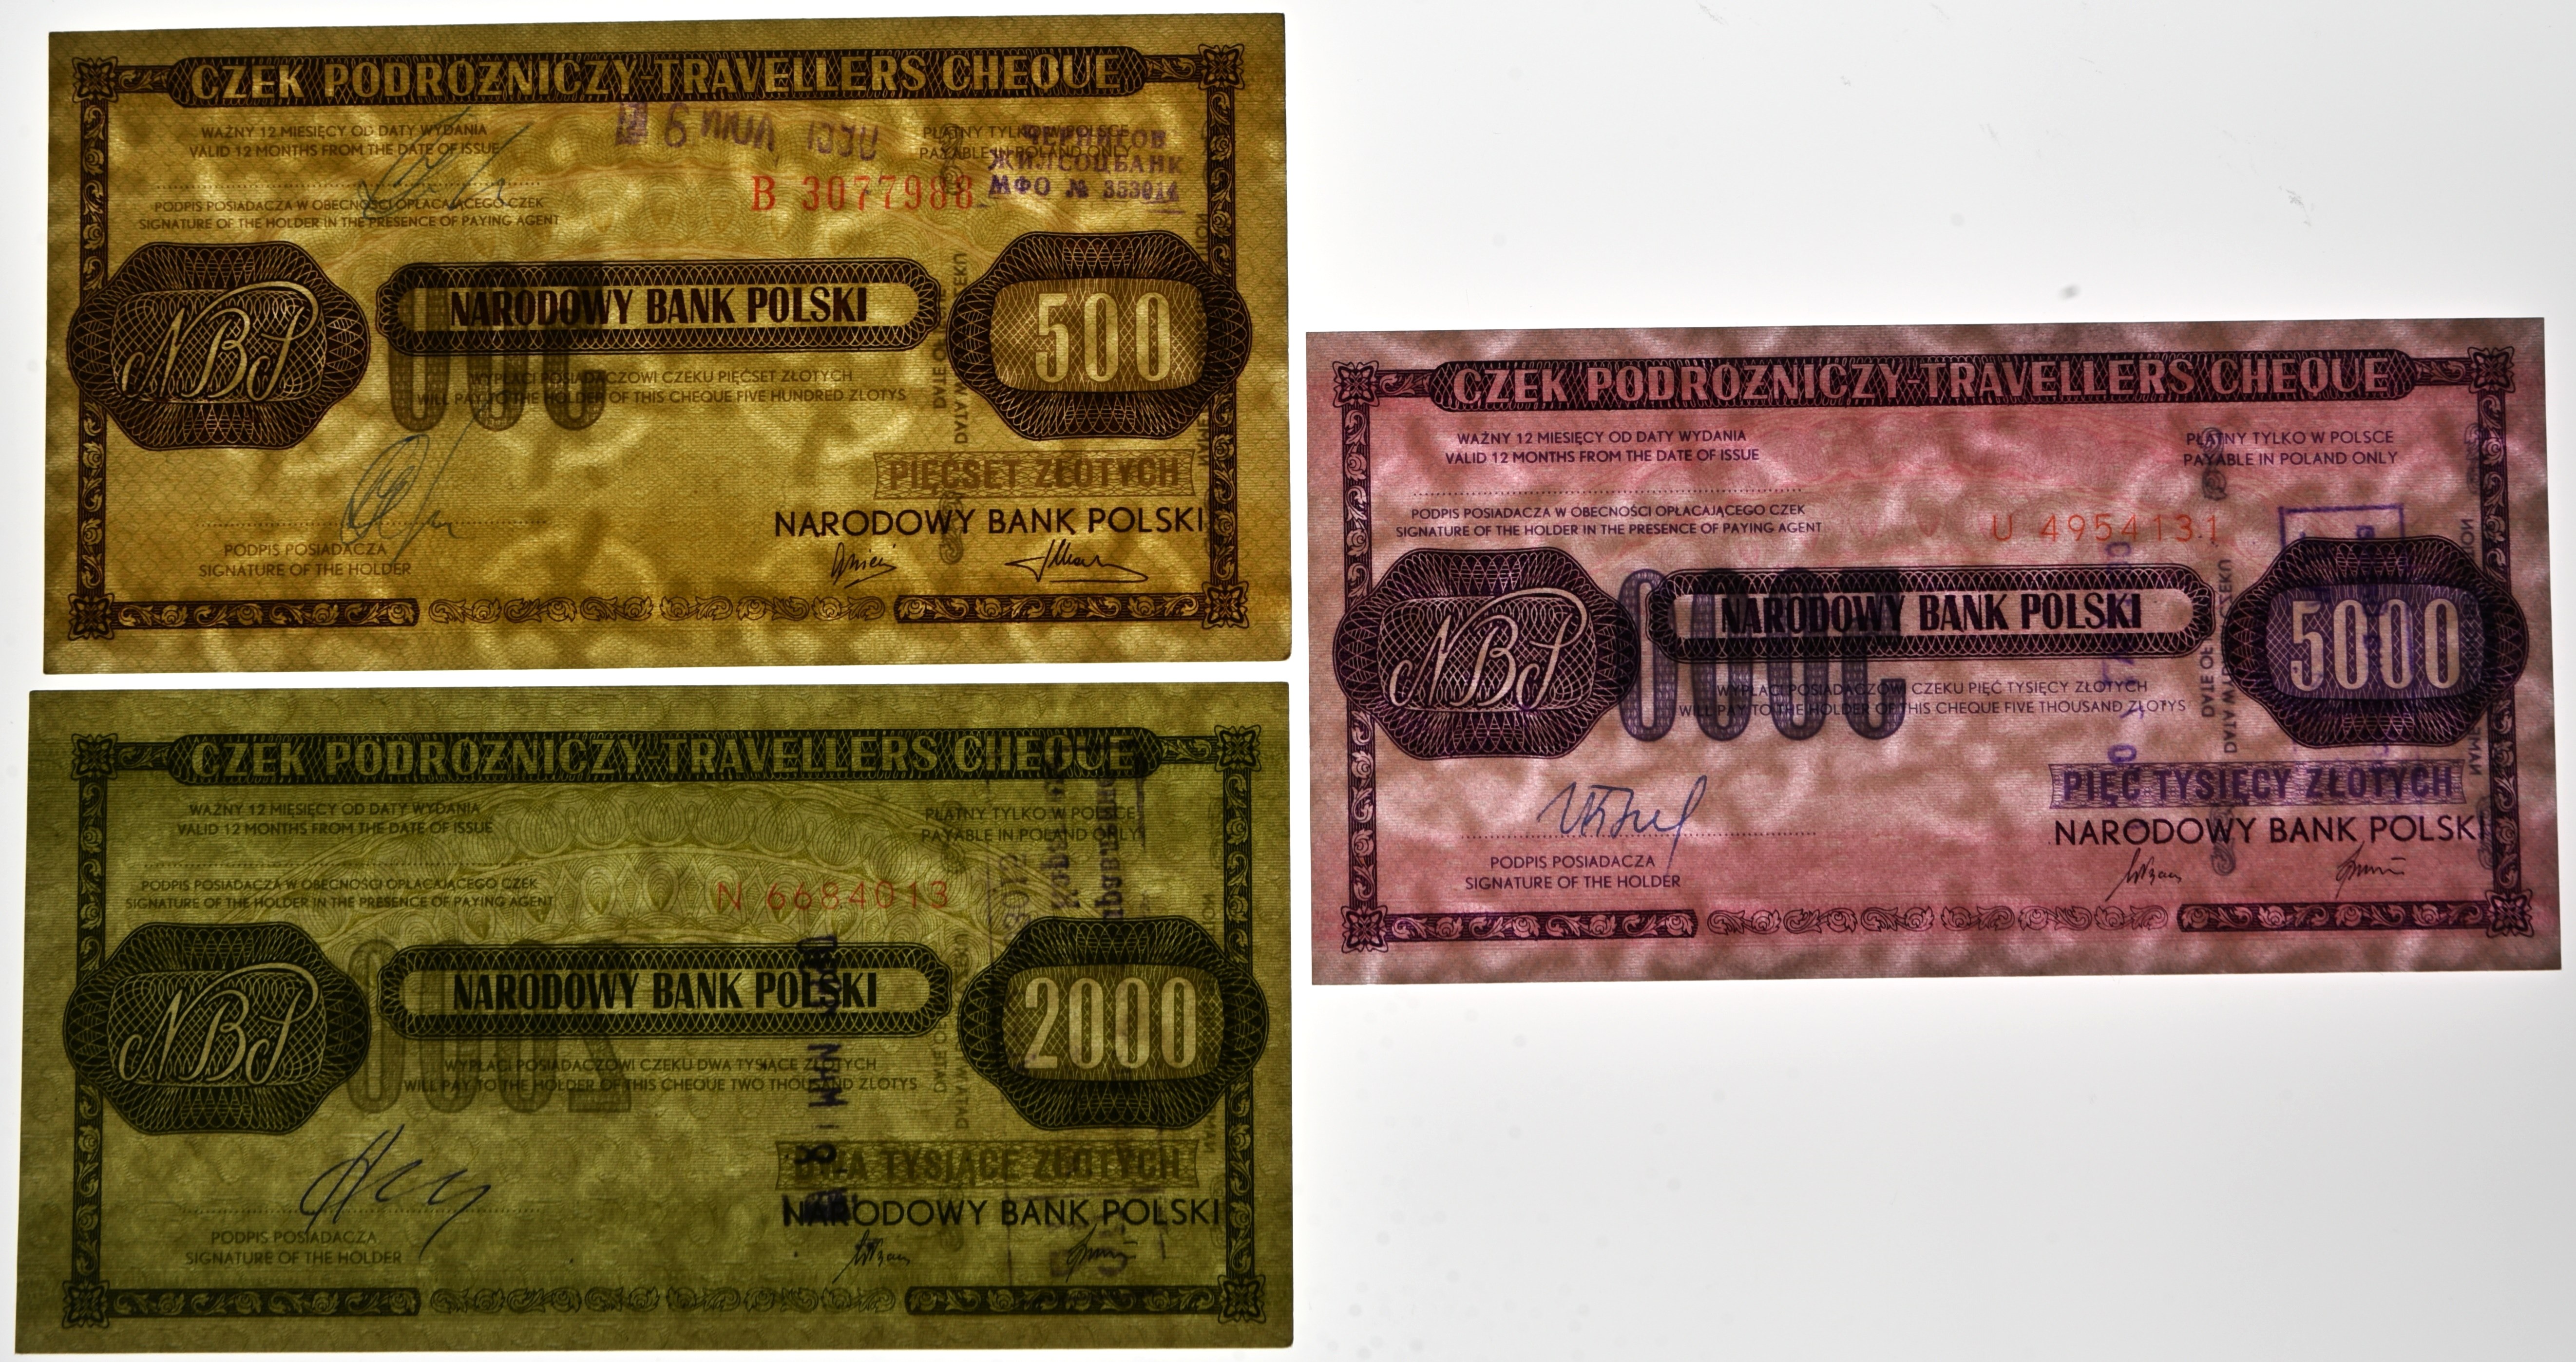 CZEK PODRÓŻNICZY-TRAVELLERS CHEQUE
WAŻNY 12 MIESIĘCY OD DATY WYDANIA
VALID 12 MONTHS FROM THE DATE OF ISSUE
PŁATNY TYLKO W POLSCE
PAYABLE IN POLAND ONLY
ЧЕРНИГОВ
ЖИЛСОЦБАНК
МФО № 353014
B 3077988
PODPIS POSIADACZA W OBECNOŚCI OPŁACAJĄCEGO CZEK
SIGNATURE OF THE HOLDER IN THE PRESENCE OF PAYING AGENT
NBP
NARODOWY BANK POLSKI
500
WYPŁACI POSIADACZOWI CZEKU PIĘĆSET ZŁOTYCH
WILL PAY TO THE HOLDER OF THIS CHEQUE FIVE HUNDRED ZLOTYS
PIĘĆSET ZŁOTYCH
NARODOWY BANK POLSKI
PODPIS POSIADACZA
SIGNATURE OF THE HOLDER
CZEK PODRÓŻNICZY-TRAVELLERS CHEQUE
WAŻNY 12 MIESIĘCY OD DATY WYDANIA
VALID 12 MONTHS FROM THE DATE OF ISSUE
PŁATNY TYLKO W POLSCE
PAYABLE IN POLAND ONLY
PODPIS POSIADACZA W OBECNOŚCI OPŁACAJĄCEGO CZEK
SIGNATURE OF THE HOLDER IN THE PRESENCE OF PAYING AGENT
N 6684013
NBP
NARODOWY BANK POLSKI
2000
WYPŁACI POSIADACZOWI CZEKU DWA TYSIĄCE ZŁOTYCH
WILL PAY TO THE HOLDER OF THIS CHEQUE TWO THOUSAND ZLOTYS
DWA TYSIĄCE ZŁOTYCH
NARODOWY BANK POLSKI
PODPIS POSIADACZA
SIGNATURE OF THE HOLDER
CZEK PODRÓŻNICZY-TRAVELLERS CHEQUE
WAŻNY 12 MIESIĘCY OD DATY WYDANIA
VALID 12 MONTHS FROM THE DATE OF ISSUE
PŁATNY TYLKO W POLSCE
PAYABLE IN POLAND ONLY
PODPIS POSIADACZA W OBECNOŚCI OPŁACAJĄCEGO CZEK
SIGNATURE OF THE HOLDER IN THE PRESENCE OF PAYING AGENT
U 4954131
NBP
NARODOWY BANK POLSKI
5000
WYPŁACI POSIADACZOWI CZEKU PIĘĆ TYSIĘCY ZŁOTYCH
WILL PAY TO THE HOLDER OF THIS CHEQUE FIVE THOUSAND ZLOTYS
PIĘĆ TYSIĘCY ZŁOTYCH
NARODOWY BANK POLSKI
PODPIS POSIADACZA
SIGNATURE OF THE HOLDER